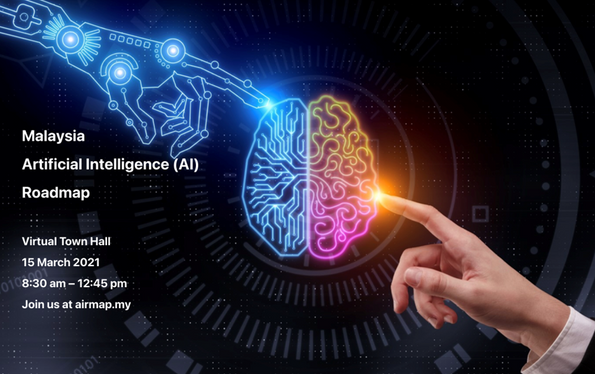 Malaysia
Artificial Intelligence (AI)
Roadmap
Virtual Town Hall
15 March 2021
8:30 am – 12:45 pm
Join us at airmap.my